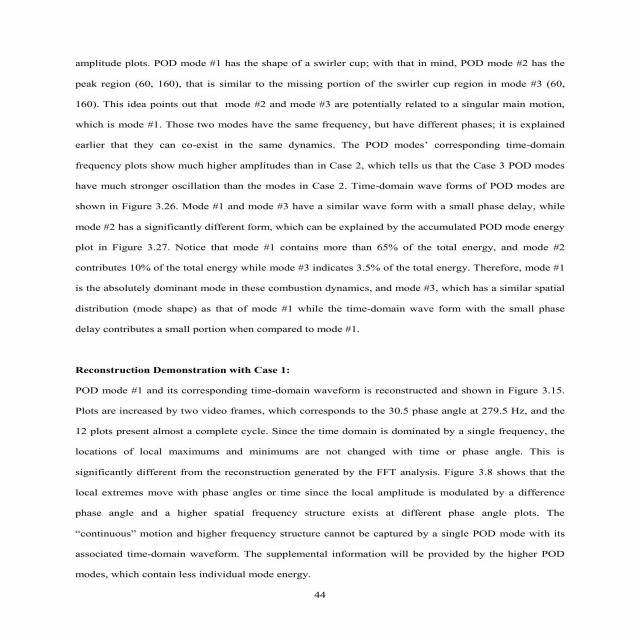 amplitude plots. POD mode #1 has the shape of a swirler cup; with that in mind, POD mode #2 has the
peak region (60, 160), that is similar to the missing portion of the swirler cup region in mode #3 (60,
160). This idea points out that mode #2 and mode #3 are potentially related to a singular main motion,
which is mode #1. Those two modes have the same frequency, but have different phases; it is explained
earlier that they can co-exist in the same dynamics. The POD modes’ corresponding time-domain
frequency plots show much higher amplitudes than in Case 2, which tells us that the Case 3 POD modes
have much stronger oscillation than the modes in Case 2. Time-domain wave forms of POD modes are
shown in Figure 3.26. Mode #1 and mode #3 have a similar wave form with a small phase delay, while
mode #2 has a significantly different form, which can be explained by the accumulated POD mode energy
plot in Figure 3.27. Notice that mode #1 contains more than 65% of the total energy, and mode #2
contributes 10% of the total energy while mode #3 indicates 3.5% of the total energy. Therefore, mode #1
is the absolutely dominant mode in these combustion dynamics, and mode #3, which has a similar spatial
distribution (mode shape) as that of mode #1 while the time-domain wave form with the small phase
delay contributes a small portion when compared to mode #1.
Reconstruction Demonstration with Case 1:
POD mode #1 and its corresponding time-domain waveform is reconstructed and shown in Figure 3.15.
Plots are increased by two video frames, which corresponds to the 30.5 phase angle at 279.5 Hz, and the
12 plots present almost a complete cycle. Since the time domain is dominated by a single frequency, the
locations of local maximums and minimums are not changed with time or phase angle. This is
significantly different from the reconstruction generated by the FFT analysis. Figure 3.8 shows that the
local extremes move with phase angles or time since the local amplitude is modulated by a difference
phase angle and a higher spatial frequency structure exists at different phase angle plots. The
“continuous” motion and higher frequency structure cannot be captured by a single POD mode with its
associated time-domain waveform. The supplemental information will be provided by the higher POD
modes, which contain less individual mode energy.
44